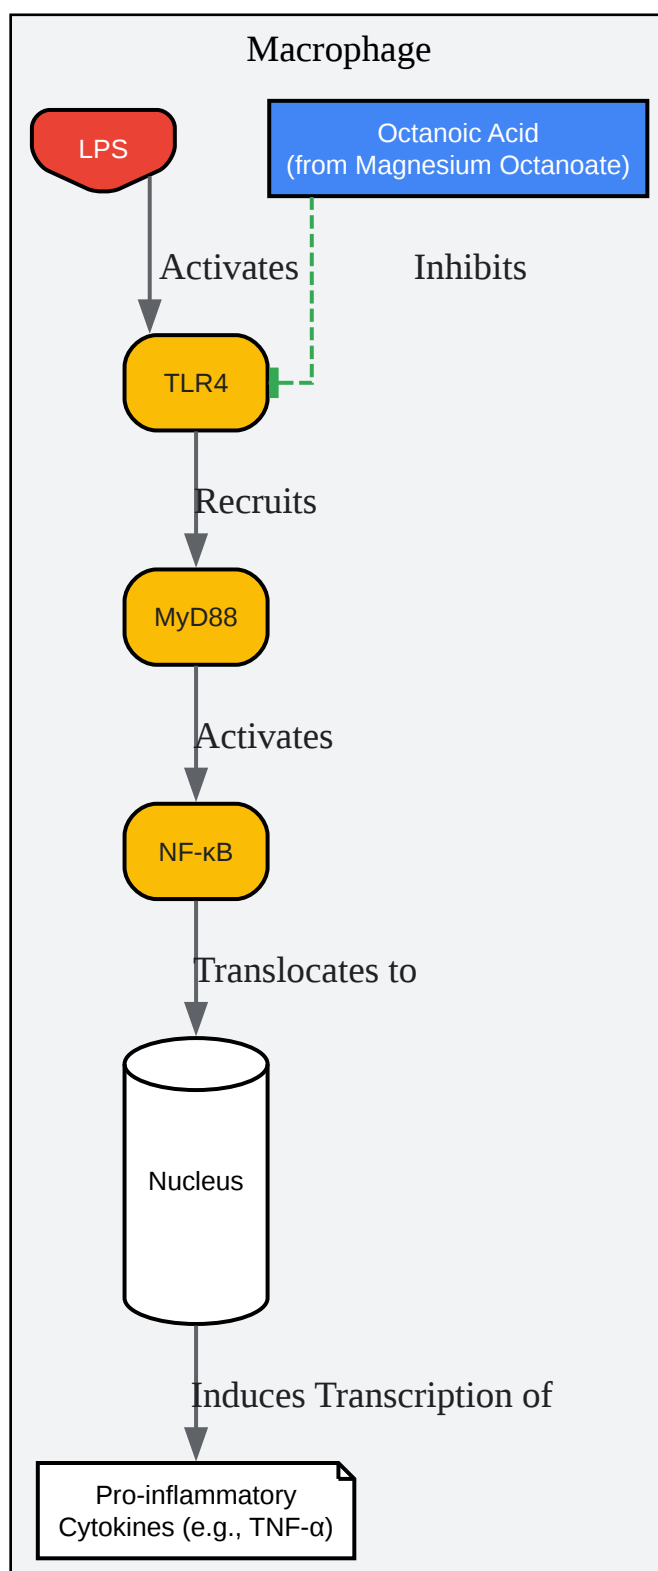 Macrophage
LPS
Octanoic Acid
(from Magnesium Octanoate)
Activates
Inhibits
TLR4
Recruits
MyD88
Activates
NF-κB
Translocates to
Nucleus
Induces Transcription of
Pro-inflammatory
Cytokines (e.g., TNF-α)